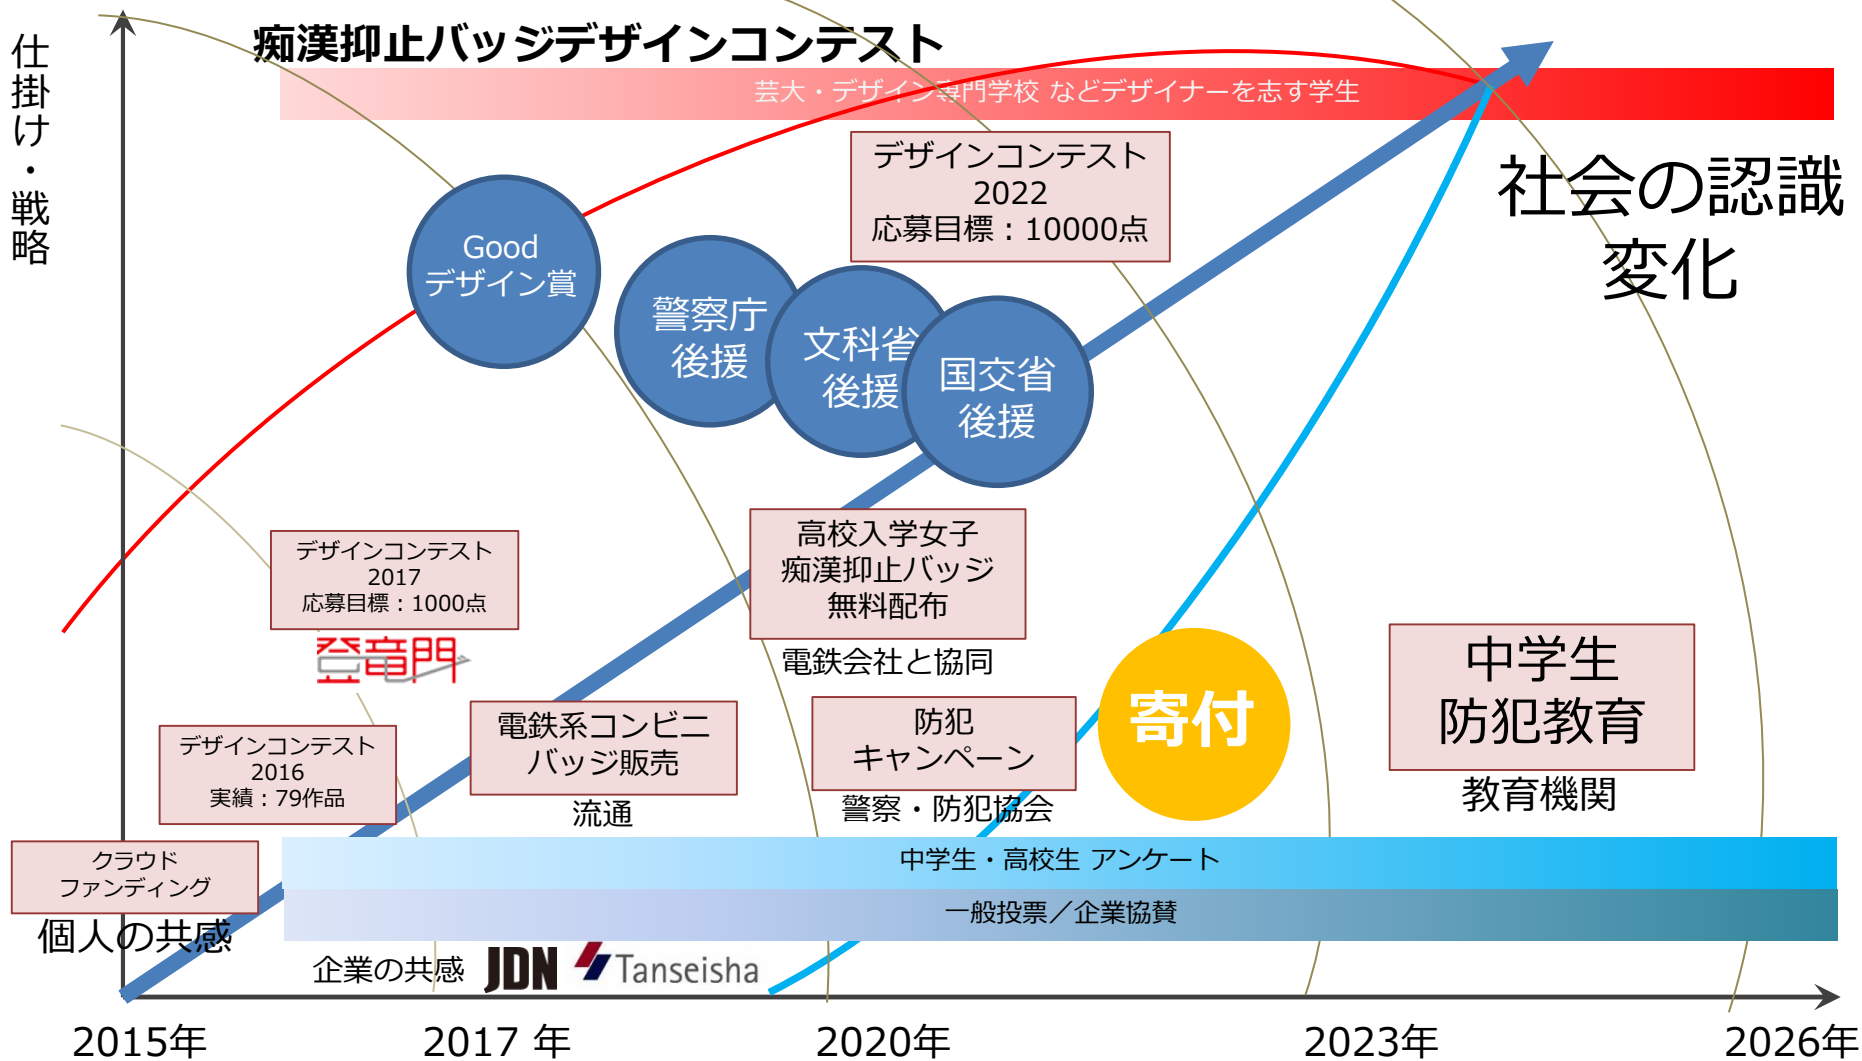 仕掛け・戦略
痴漢抑止バッジデザインコンテスト
芸大・デザイン専門学校 などデザイナーを志す学生
デザインコンテスト
2022
応募目標：10000点
社会の認識
変化
Good
デザイン賞
警察庁
後援
文科省
後援
国交省
後援
デザインコンテスト
2017
応募目標：1000点
登竜門
高校入学女子
痴漢抑止バッジ
無料配布
電鉄会社と協同
寄付
中学生
防犯教育
教育機関
デザインコンテスト
2016
実績：79作品
電鉄系コンビニ
バッジ販売
流通
防犯
キャンペーン
警察・防犯協会
クラウド
ファンディング
個人の共感
中学生・高校生 アンケート
一般投票／企業協賛
企業の共感
JDN
Tanseisha
2015年
2017 年
2020年
2023年
2026年